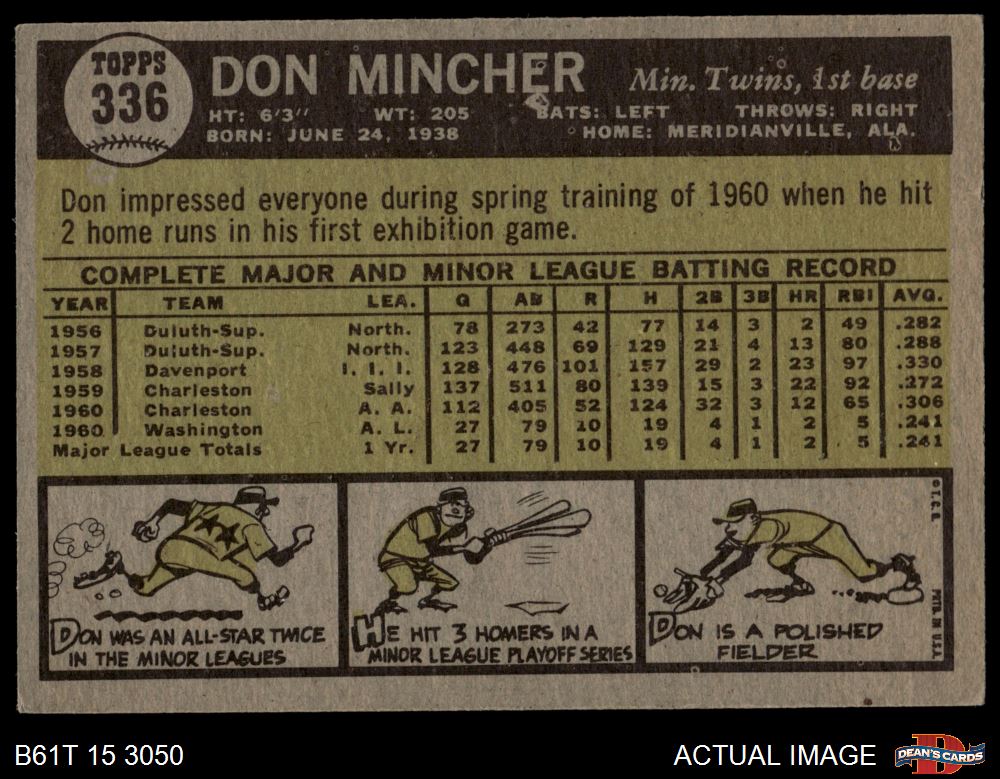 TOPPS
336
DON MINCHER
Min. Twins, 1st base
HT: 6'3" WT: 205 BATS: LEFT THROWS: RIGHT
BORN: JUNE 24, 1938 HOME: MERIDIANVILLE, ALA.
Don impressed everyone during spring training of 1960 when he hit
2 home runs in his first exhibition game.
COMPLETE MAJOR AND MINOR LEAGUE BATTING RECORD
YEAR TEAM LEA. G AB R H 2B 3B HR RBI AVG.
1956 Duluth-Sup. North. 78 273 42 77 14 3 2 49 .282
1957 Duluth-Sup. North. 123 448 69 129 21 4 13 80 .288
1958 Davenport I. I. I. 128 476 101 157 29 2 23 97 .330
1959 Charleston Sally 137 511 80 139 15 3 22 92 .272
1960 Charleston A. A. 112 405 52 124 32 3 12 65 .306
1960 Washington A. L. 27 79 10 19 4 1 2 5 .241
Major League Totals 1 Yr. 27 79 10 19 4 1 2 5 .241
DON WAS AN ALL-STAR TWICE
IN THE MINOR LEAGUES
HE HIT 3 HOMERS IN A
MINOR LEAGUE PLAYOFF SERIES
DON IS A POLISHED
FIELDER
© T. C. G.
PRTD. IN U.S.A.
B61T 15 3050
ACTUAL IMAGE
D
DEAN'S CARDS